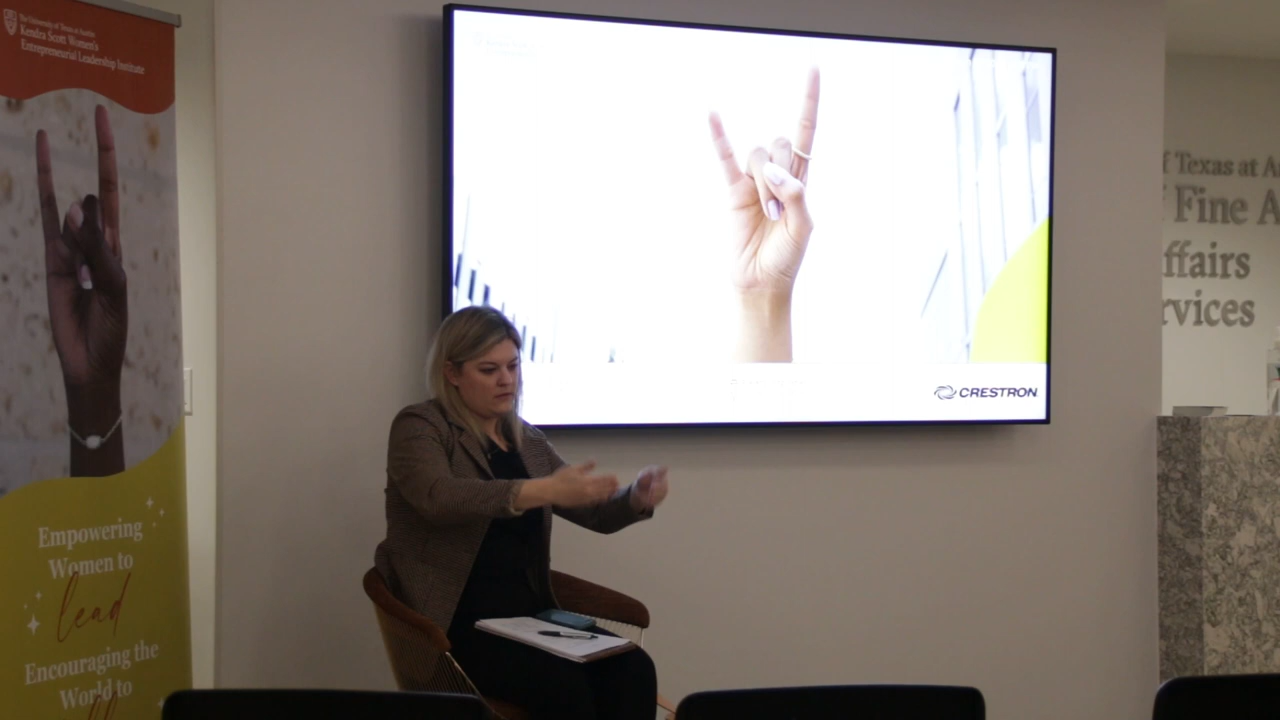 The University of Texas at Austin
Kendra Scott Women's
Entrepreneurial Leadership Institute
Empowering
Women to
lead
Encouraging the
World to
CRESTRON
f Texas at A
Fine A
ffairs
rvices